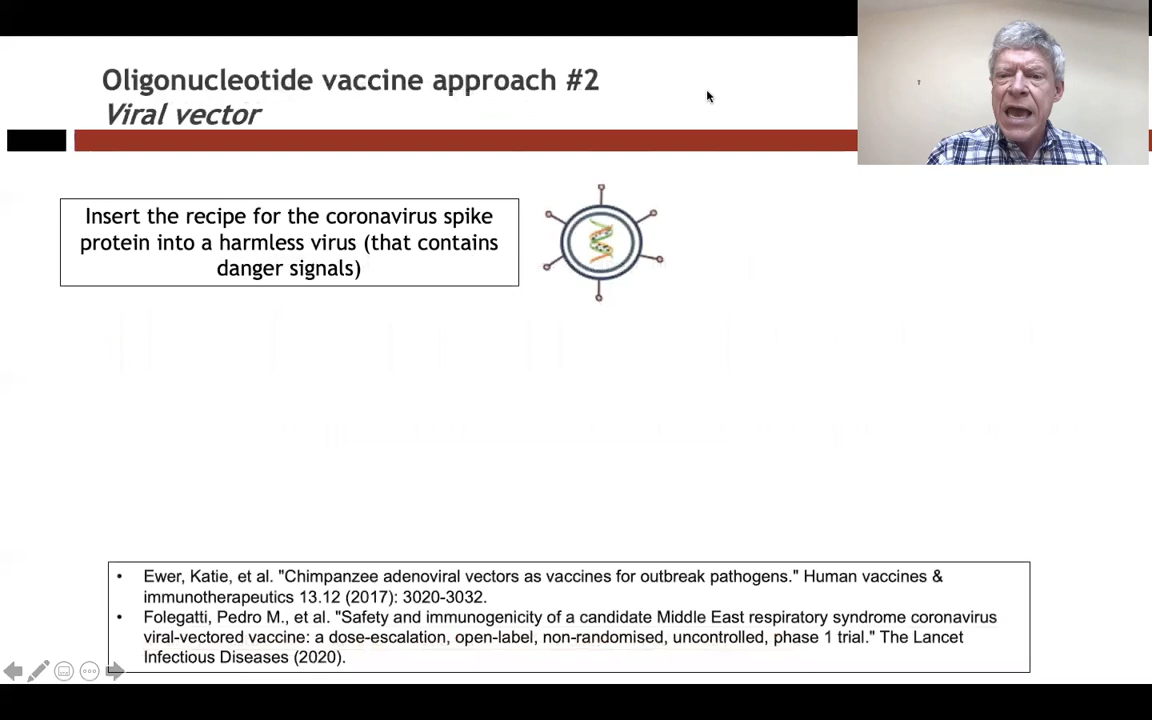 Oligonucleotide vaccine approach #2
Viral vector
Insert the recipe for the coronavirus spike
protein into a harmless virus (that contains
danger signals)
• Ewer, Katie, et al. "Chimpanzee adenoviral vectors as vaccines for outbreak pathogens." Human vaccines &
immunotherapeutics 13.12 (2017): 3020-3032.
• Folegatti, Pedro M., et al. "Safety and immunogenicity of a candidate Middle East respiratory syndrome coronavirus
viral-vectored vaccine: a dose-escalation, open-label, non-randomised, uncontrolled, phase 1 trial." The Lancet
Infectious Diseases (2020).